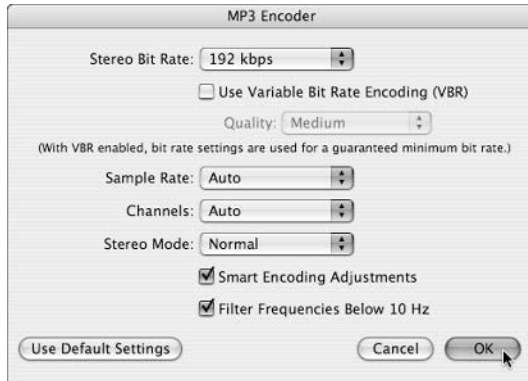 MP3 Encoder
Stereo Bit Rate: 192 kbps
Use Variable Bit Rate Encoding (VBR)
Quality: Medium
(With VBR enabled, bit rate settings are used for a guaranteed minimum bit rate.)
Sample Rate: Auto
Channels: Auto
Stereo Mode: Normal
Smart Encoding Adjustments
Filter Frequencies Below 10 Hz
Use Default Settings Cancel OK